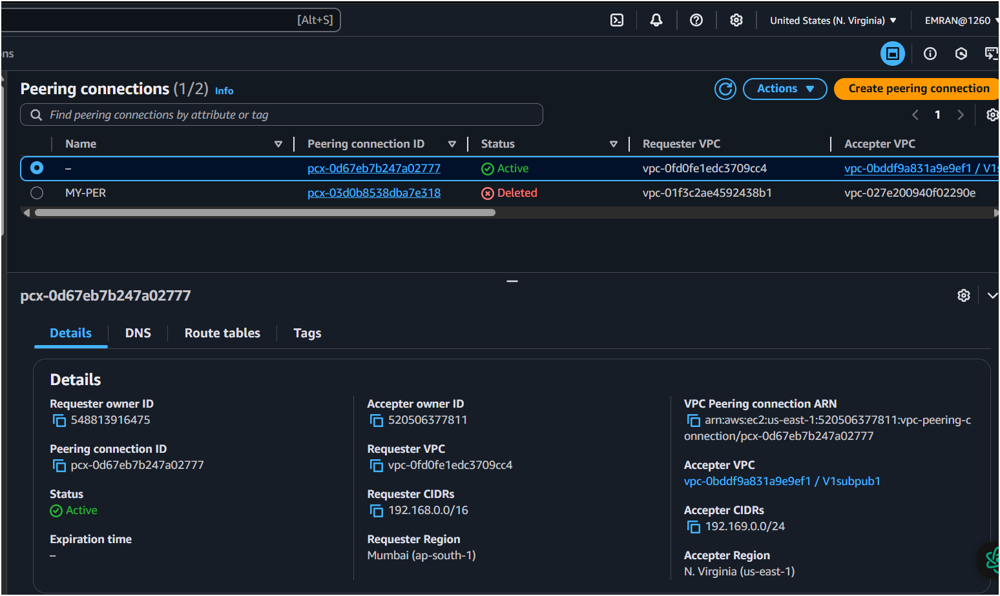 [Alt+S]
United States (N. Virginia)
EMRAN@1260
ns
Peering connections (1/2) Info
Actions
Create peering connection
Find peering connections by attribute or tag
1
Name
Peering connection ID
Status
Requester VPC
Accepter VPC
–
pcx-0d67eb7b247a02777
Active
vpc-0fd0fe1edc3709cc4
vpc-0bddf9a831a9e9ef1 / V1s
MY-PER
pcx-03d0b8538dba7e318
Deleted
vpc-01f3c2ae4592438b1
vpc-027e200940f02290e
pcx-0d67eb7b247a02777
Details
DNS
Route tables
Tags
Details
Requester owner ID
548813916475
Peering connection ID
pcx-0d67eb7b247a02777
Status
Active
Expiration time
–
Accepter owner ID
520506377811
Requester VPC
vpc-0fd0fe1edc3709cc4
Requester CIDRs
192.168.0.0/16
Requester Region
Mumbai (ap-south-1)
VPC Peering connection ARN
arn:aws:ec2:us-east-1:520506377811:vpc-peering-c
onnection/pcx-0d67eb7b247a02777
Accepter VPC
vpc-0bddf9a831a9e9ef1 / V1subpub1
Accepter CIDRs
192.169.0.0/24
Accepter Region
N. Virginia (us-east-1)